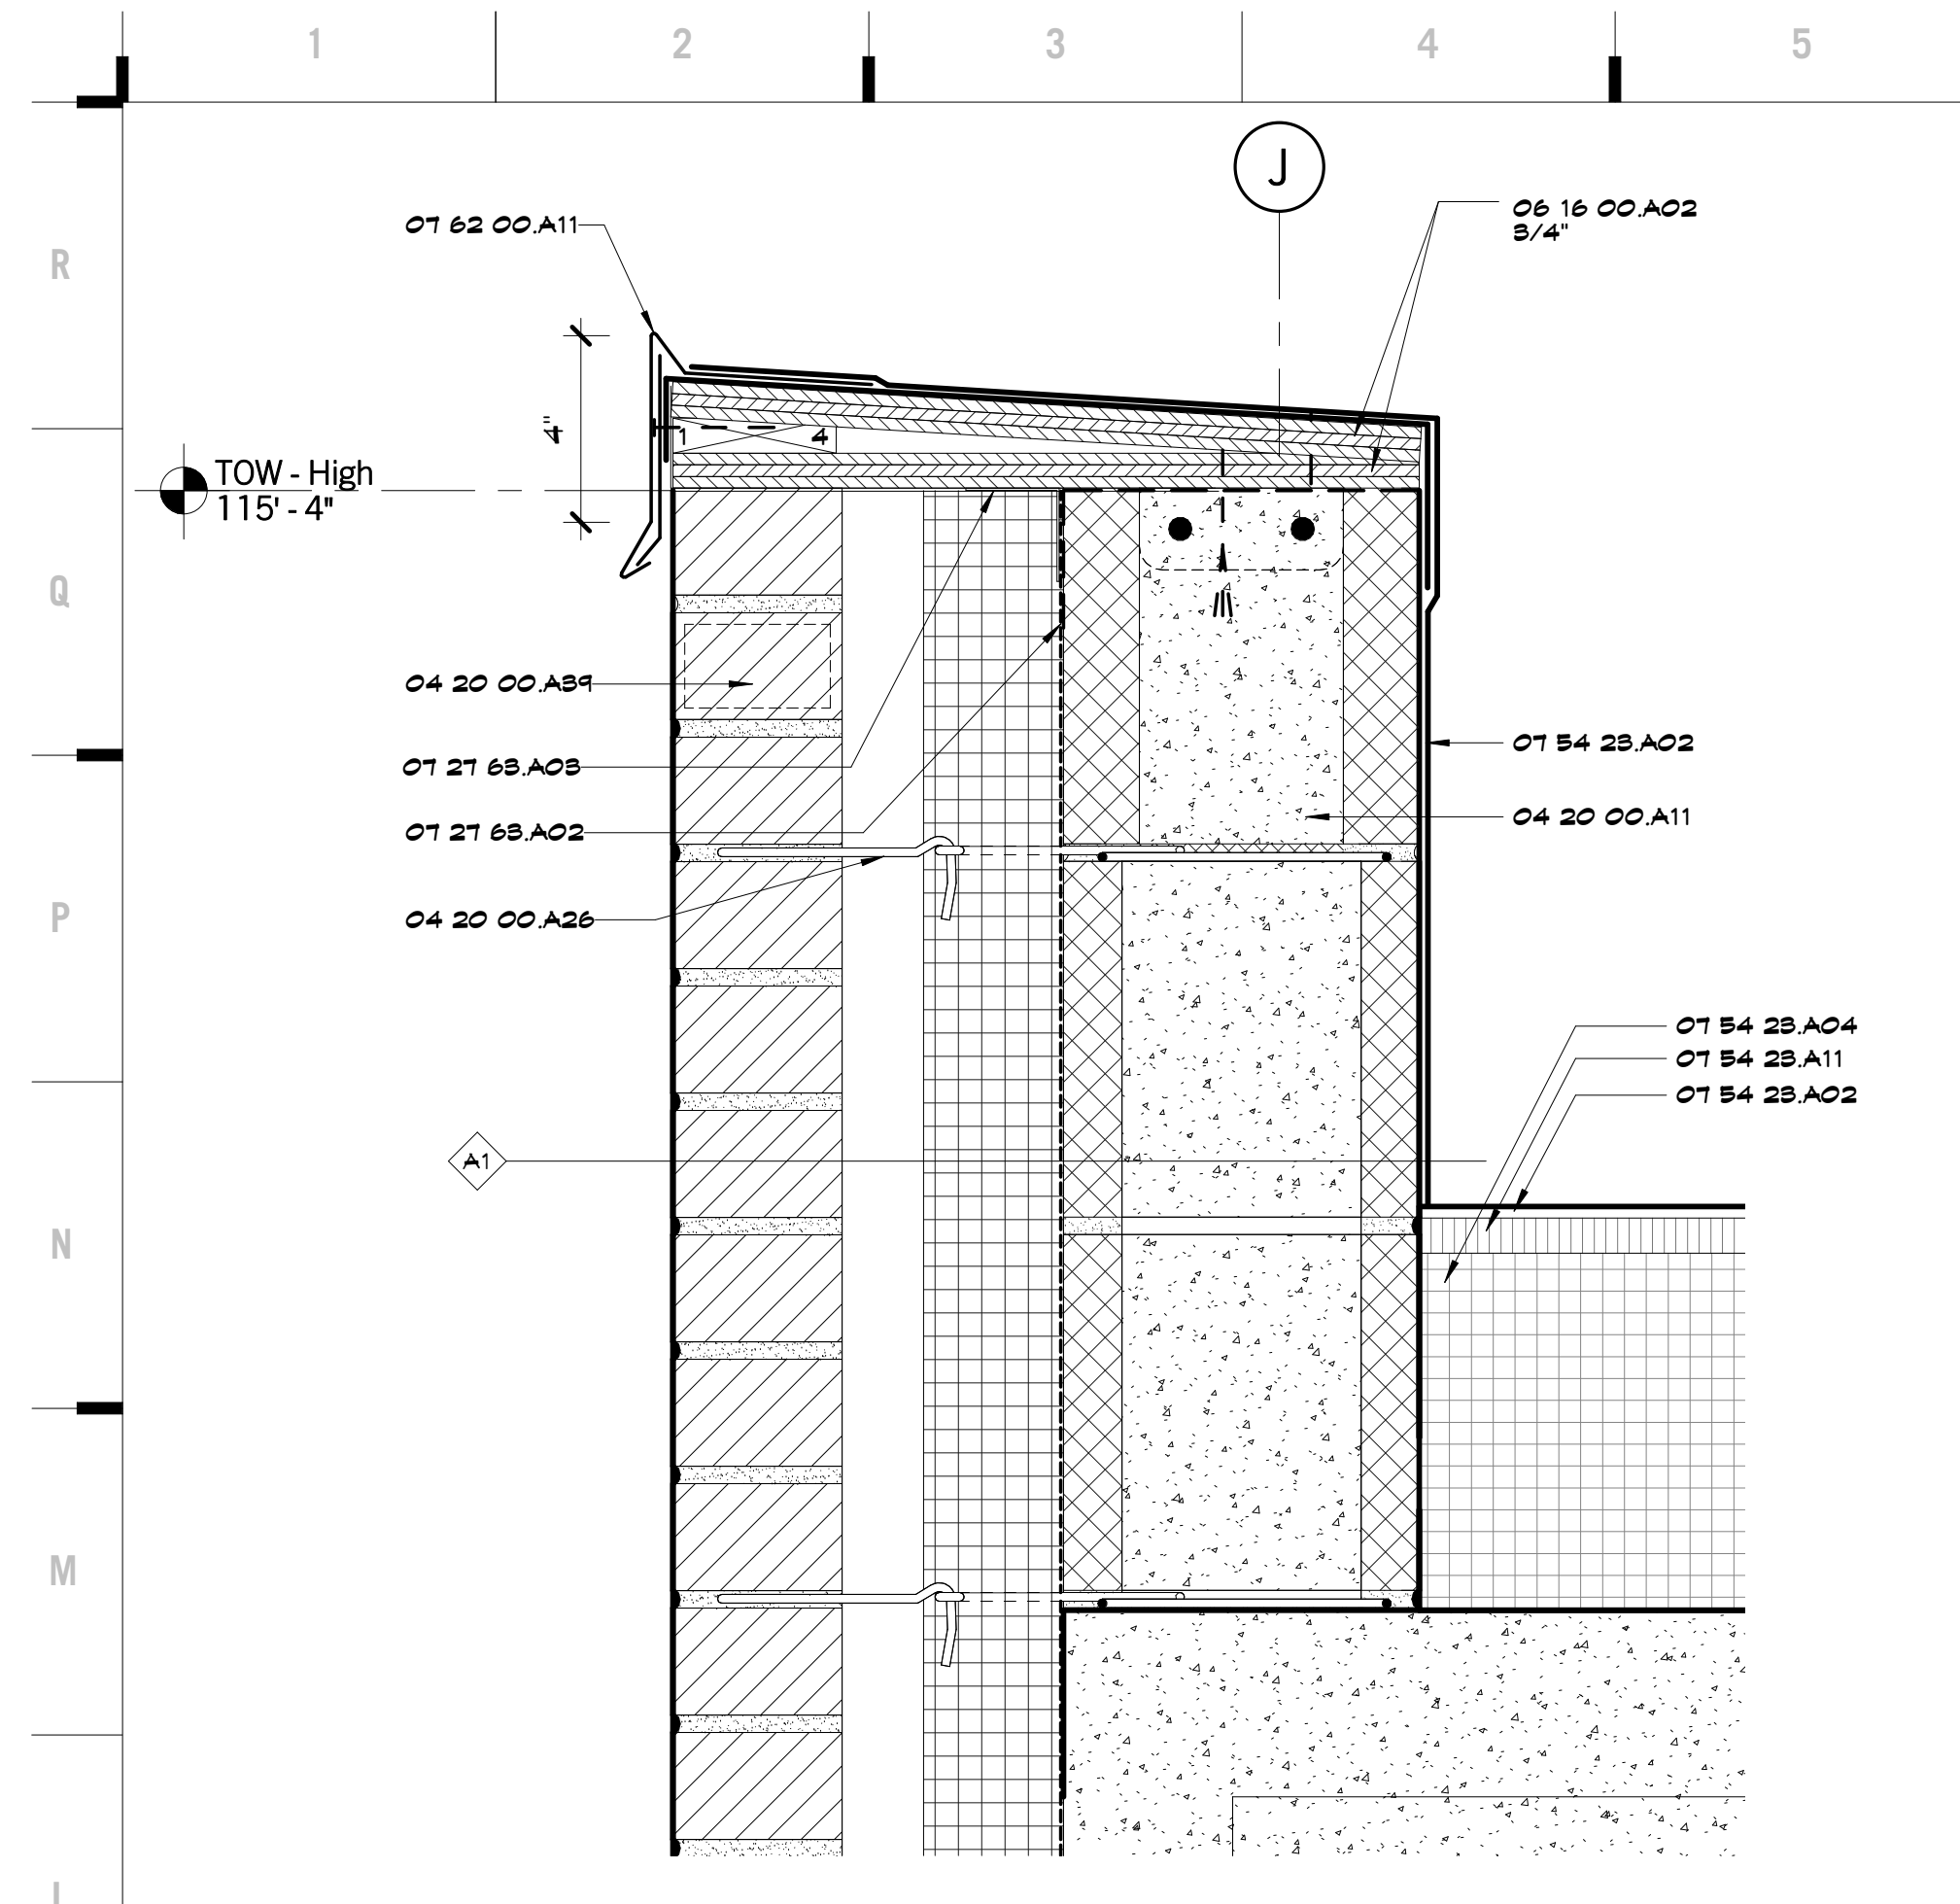 1
2
3
4
5
J
R
07 62 00.A11
06 16 00.A02
3/4"
4"
1
4
TOW - High
115' - 4"
Q
04 20 00.A39
07 54 23.A02
07 27 63.A03
04 20 00.A11
07 27 63.A02
P
04 20 00.A26
07 54 23.A04
07 54 23.A11
07 54 23.A02
A1
N
M